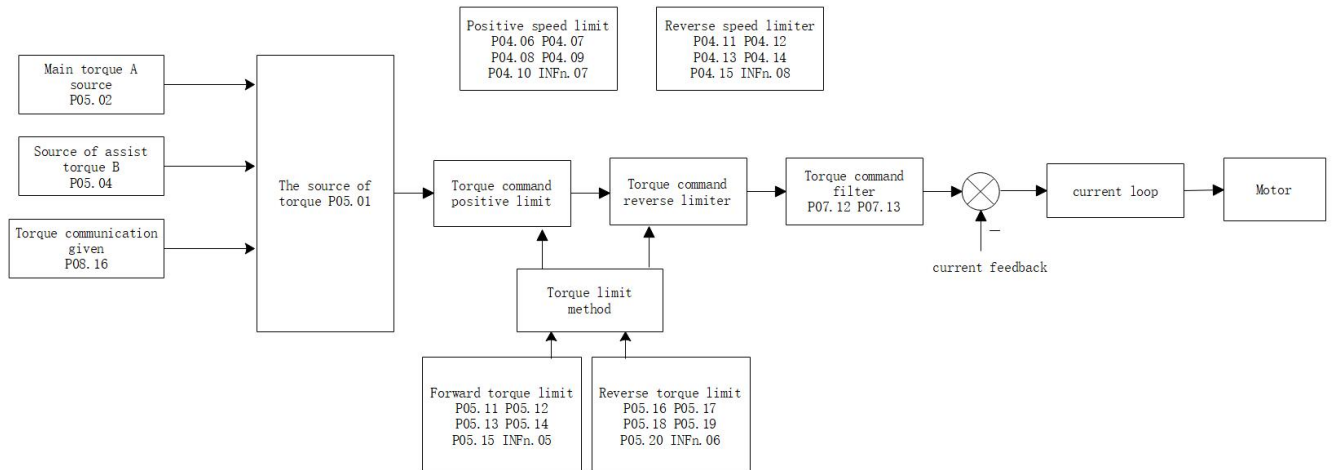 Positive speed limit
P04.06 P04.07
P04.08 P04.09
P04.10 INFn.07
Reverse speed limiter
P04.11 P04.12
P04.13 P04.14
P04.15 INFn.08
Main torque A
source
P05.02
Source of assist
torque B
P05.04
Torque communication
given
P08.16
The source of
torque P05.01
Torque command
positive limit
Torque command
reverse limiter
Torque command
filter
P07.12 P07.13
—
current feedback
current loop
Motor
Torque limit
method
Forward torque limit
P05.11 P05.12
P05.13 P05.14
P05.15 INFn.05
Reverse torque limit
P05.16 P05.17
P05.18 P05.19
P05.20 INFn.06